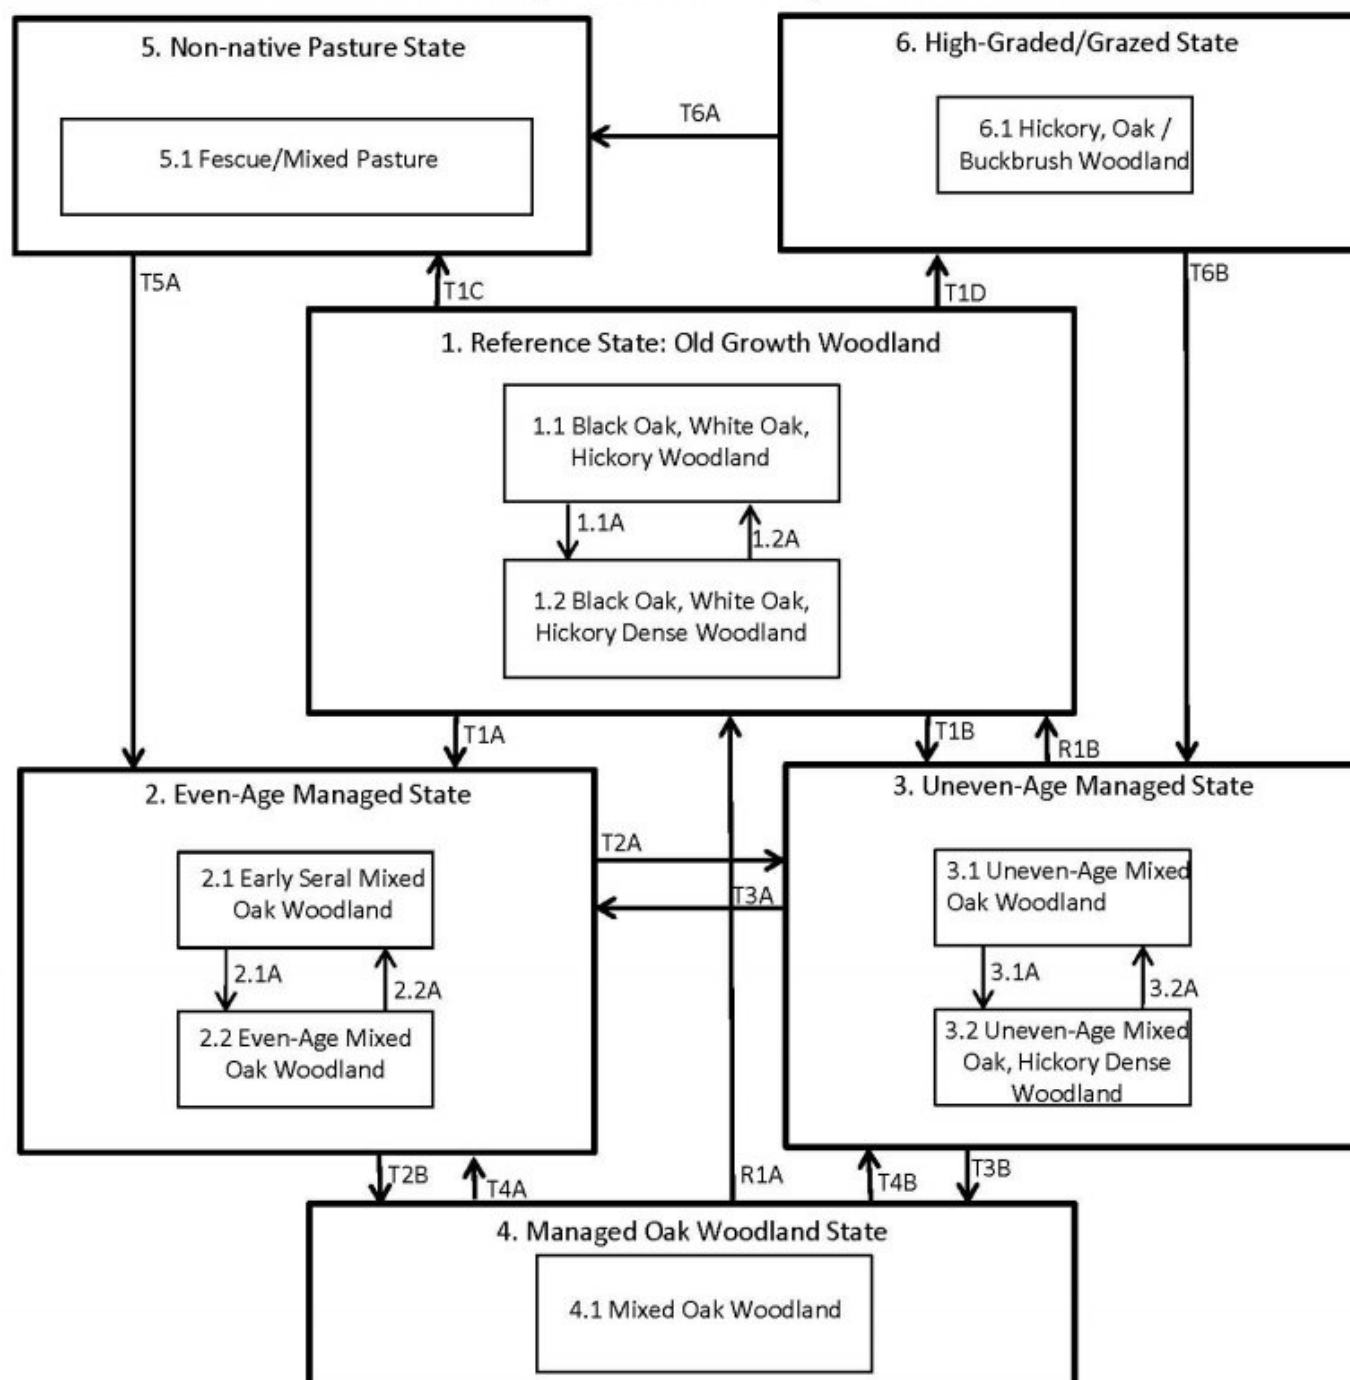 5. Non-native Pasture State
5.1 Fescue/Mixed Pasture
T6A
6. High-Graded/Grazed State
6.1 Hickory, Oak /
Buckbrush Woodland
T5A
T1C
T1D
T6B
1. Reference State: Old Growth Woodland
1.1 Black Oak, White Oak,
Hickory Woodland
1.1A
1.2A
1.2 Black Oak, White Oak,
Hickory Dense Woodland
T1A
T1B
R1B
2. Even-Age Managed State
2.1 Early Seral Mixed
Oak Woodland
2.1A
2.2A
2.2 Even-Age Mixed
Oak Woodland
T2A
T3A
3. Uneven-Age Managed State
3.1 Uneven-Age Mixed
Oak Woodland
3.1A
3.2A
3.2 Uneven-Age Mixed
Oak, Hickory Dense
Woodland
T2B
T4A
R1A
T4B
T3B
4. Managed Oak Woodland State
4.1 Mixed Oak Woodland